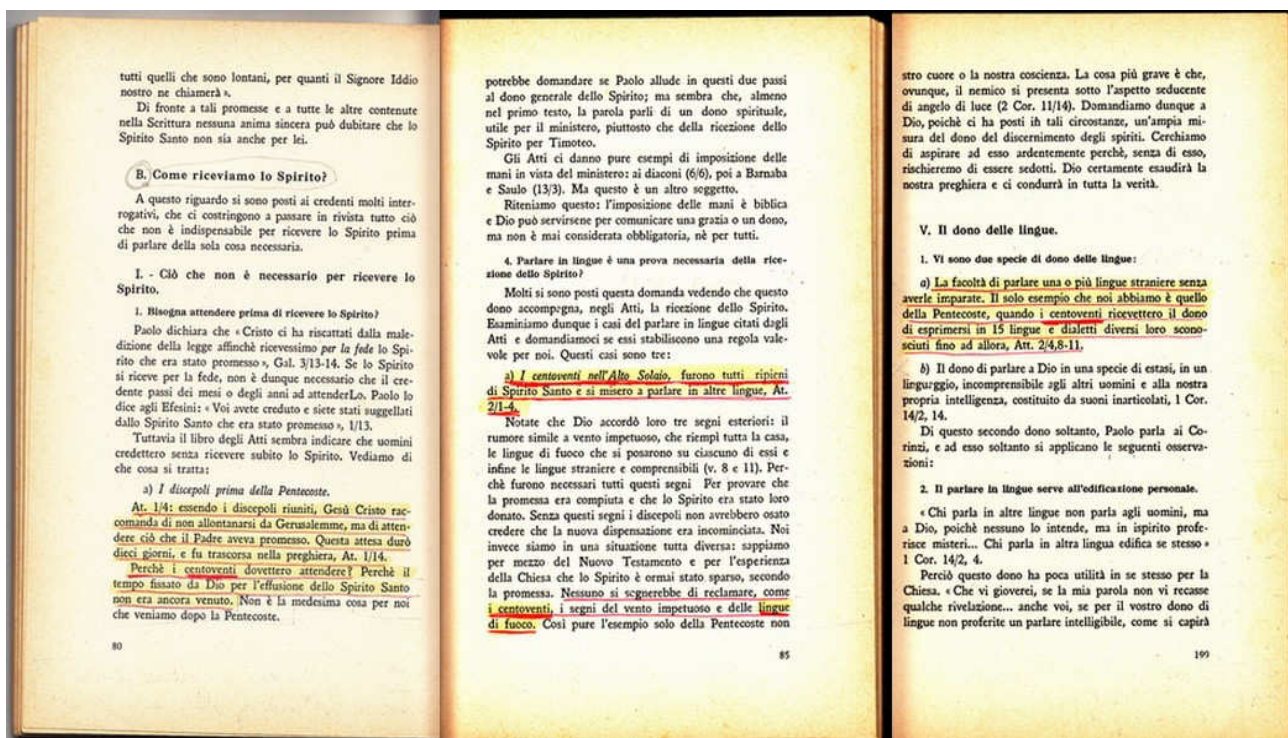 tutti quelli che sono lontani, per quanti il Signore Iddio
nostro ne chiamerà ».
Di fronte a tali promesse e a tutte le altre contenute
nella Scrittura nessuna anima sincera può dubitare che lo
Spirito Santo non sia anche per lei.
B. Come riceviamo lo Spirito?
A questo riguardo si sono posti ai credenti molti inter-
rogativi, che ci costringono a passare in rivista tutto ciò
che non è indispensabile per ricevere lo Spirito prima
di parlare della sola cosa necessaria.
I. - Ciò che non è necessario per ricevere lo
Spirito.
1. Bisogna attendere prima di ricevere lo Spirito?
Paolo dichiara che « Cristo ci ha riscattati dalla male-
dizione della legge affinchè ricevessimo per la fede lo Spi-
rito che era stato promesso », Gal. 3/13-14. Se lo Spirito
si riceve per la fede, non è dunque necessario che il cre-
dente passi dei mesi o degli anni ad attenderLo. Paolo lo
dice agli Efesini: « Voi avete creduto e siete stati suggellati
dallo Spirito Santo che era stato promesso », 1/13.
Tuttavia il libro degli Atti sembra indicare che uomini
credettero senza ricevere subito lo Spirito. Vediamo di
che cosa si tratta:
a) I discepoli prima della Pentecoste.
At. 1/4: essendo i discepoli riuniti, Gesù Cristo rac-
comanda di non allontanarsi da Gerusalemme, ma di atten-
dere ciò che il Padre aveva promesso. Questa attesa durò
dieci giorni, e fu trascorsa nella preghiera, At. 1/14.
Perchè i centoventi dovettero attendere? Perchè il
tempo fissato da Dio per l'effusione dello Spirito Santo
non era ancora venuto. Non è la medesima cosa per noi
che veniamo dopo la Pentecoste.
80
potrebbe domandare se Paolo allude in questi due passi
al dono generale dello Spirito; ma sembra che, almeno
nel primo testo, la parola parli di un dono spirituale,
utile per il ministero, piuttosto che della ricezione dello
Spirito per Timoteo.
Gli Atti ci danno pure esempi di imposizione delle
mani in vista del ministero: ai diaconi (6/6), poi a Barnaba
e Saulo (13/3). Ma questo è un altro soggetto.
Riteniamo questo: l'imposizione delle mani è biblica
e Dio può servirsene per comunicare una grazia o un dono,
ma non è mai considerata obbligatoria, nè per tutti.
4. Parlare in lingue è una prova necessaria della rice-
zione dello Spirito?
Molti si sono posti questa domanda vedendo che questo
dono accompagna, negli Atti, la ricezione dello Spirito.
Esaminiamo dunque i casi del parlare in lingue citati dagli
Atti e domandiamoci se essi stabiliscono una regola vale-
vole per noi. Questi casi sono tre:
a) I centoventi nell'Alto Solaio, furono tutti ripieni
di Spirito Santo e si misero a parlare in altre lingue, At.
2/1-4.
Notate che Dio accordò loro tre segni esteriori: il
rumore simile a vento impetuoso, che riempì tutta la casa,
le lingue di fuoco che si posarono su ciascuno di essi e
infine le lingue straniere e comprensibili (v. 8 e 11). Per-
chè furono necessari tutti questi segni Per provare che
la promessa era compiuta e che lo Spirito era stato loro
donato. Senza questi segni i discepoli non avrebbero osato
credere che la nuova dispensazione era incominciata. Noi
invece siamo in una situazione tutta diversa: sappiamo
per mezzo del Nuovo Testamento e per l'esperienza
della Chiesa che lo Spirito è ormai stato sparso, secondo
la promessa. Nessuno si sognerebbe di reclamare, come
i centoventi, i segni del vento impetuoso e delle lingue
di fuoco. Così pure l'esempio solo della Pentecoste non
85
stro cuore o la nostra coscienza. La cosa più grave è che,
ovunque, il nemico si presenta sotto l'aspetto seducente
di angelo di luce (2 Cor. 11/14). Domandiamo dunque a
Dio, poichè ci ha posti in tali circostanze, un'ampia mi-
sura del dono del discernimento degli spiriti. Cerchiamo
di aspirare ad esso ardentemente perchè, senza di esso,
rischieremo di essere sedotti. Dio certamente esaudirà la
nostra preghiera e ci condurrà in tutta la verità.
V. Il dono delle lingue.
1. Vi sono due specie di dono delle lingue:
a) La facoltà di parlare una o più lingue straniere senza
averle imparate. Il solo esempio che noi abbiamo è quello
della Pentecoste, quando i centoventi ricevettero il dono
di esprimersi in 15 lingue e dialetti diversi loro scono-
sciuti fino ad allora, Att. 2/4,8-11.
b) Il dono di parlare a Dio in una specie di estasi, in un
linguaggio, incomprensibile agli altri uomini e alla nostra
propria intelligenza, costituito da suoni inarticolati, 1 Cor.
14/2, 14.
Di questo secondo dono soltanto, Paolo parla ai Co-
rinzi, e ad esso soltanto si applicano le seguenti osserva-
zioni:
2. Il parlare in lingue serve all'edificazione personale.
« Chi parla in altre lingue non parla agli uomini, ma
a Dio, poichè nessuno lo intende, ma in ispirito profe-
risce misteri... Chi parla in altra lingua edifica se stesso »
1 Cor. 14/2, 4.
Perciò questo dono ha poca utilità in se stesso per la
Chiesa. « Che vi gioverei, se la mia parola non vi recasse
qualche rivelazione... anche voi, se per il vostro dono di
lingue non proferite un parlare intelligibile, come si capirà
199